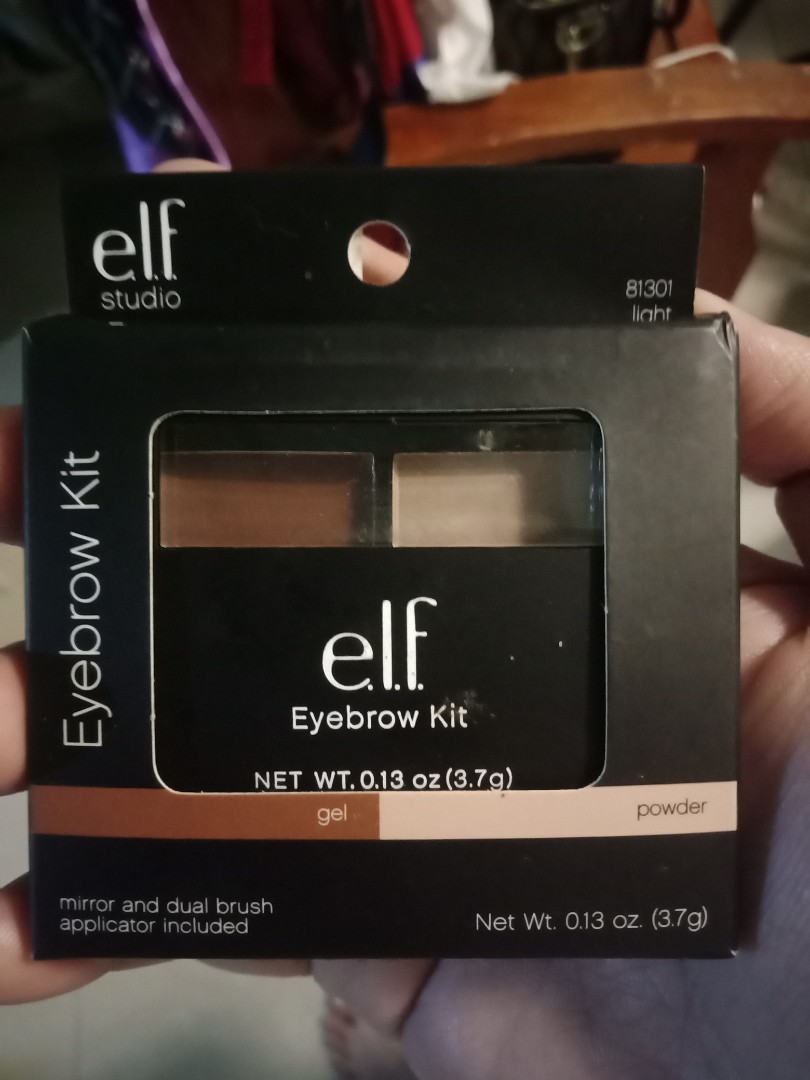 e.l.f.
studio
81301
light
Eyebrow Kit
e.l.f.
Eyebrow Kit
NET WT. 0.13 oz (3.7g)
gel
powder
mirror and dual brush
applicator included
Net Wt. 0.13 oz. (3.7g)